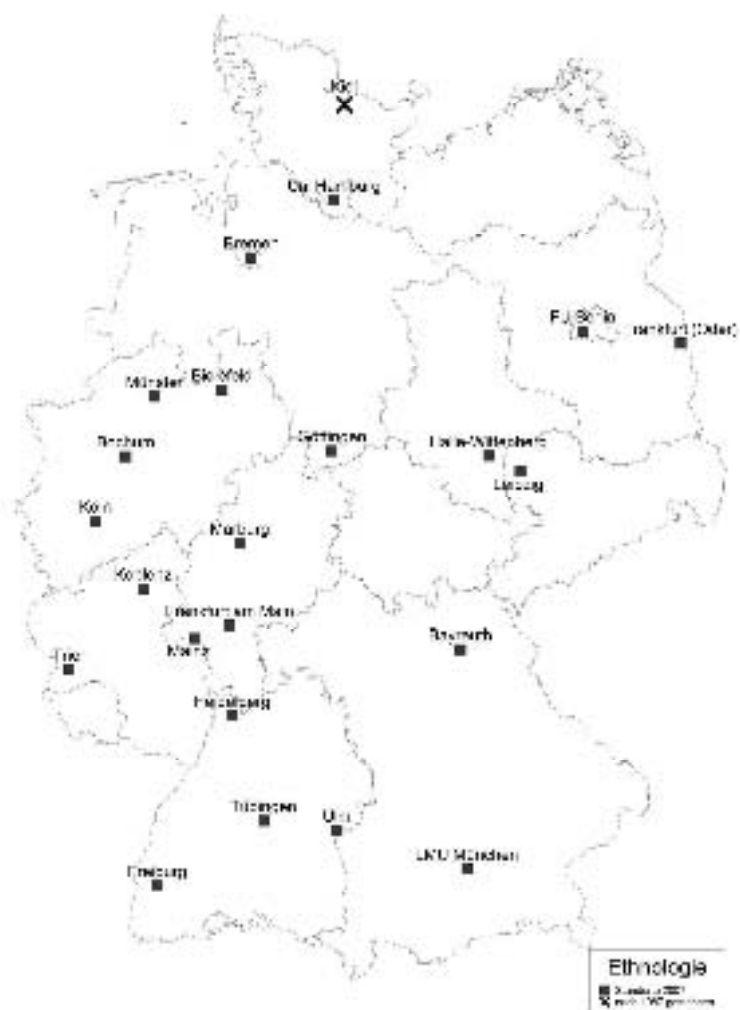 Kiel
Hamburg
Bremen
FU Berlin
Frankfurt (Oder)
Bielefeld
Münster
Göttingen
Halle-Wittenberg
Bochum
Leipzig
Köln
Marburg
Koblenz
Frankfurt am Main
Mainz
Bayreuth
Trier
Heidelberg
Tübingen
Ulm
LMU München
Freiburg
Ethnologie